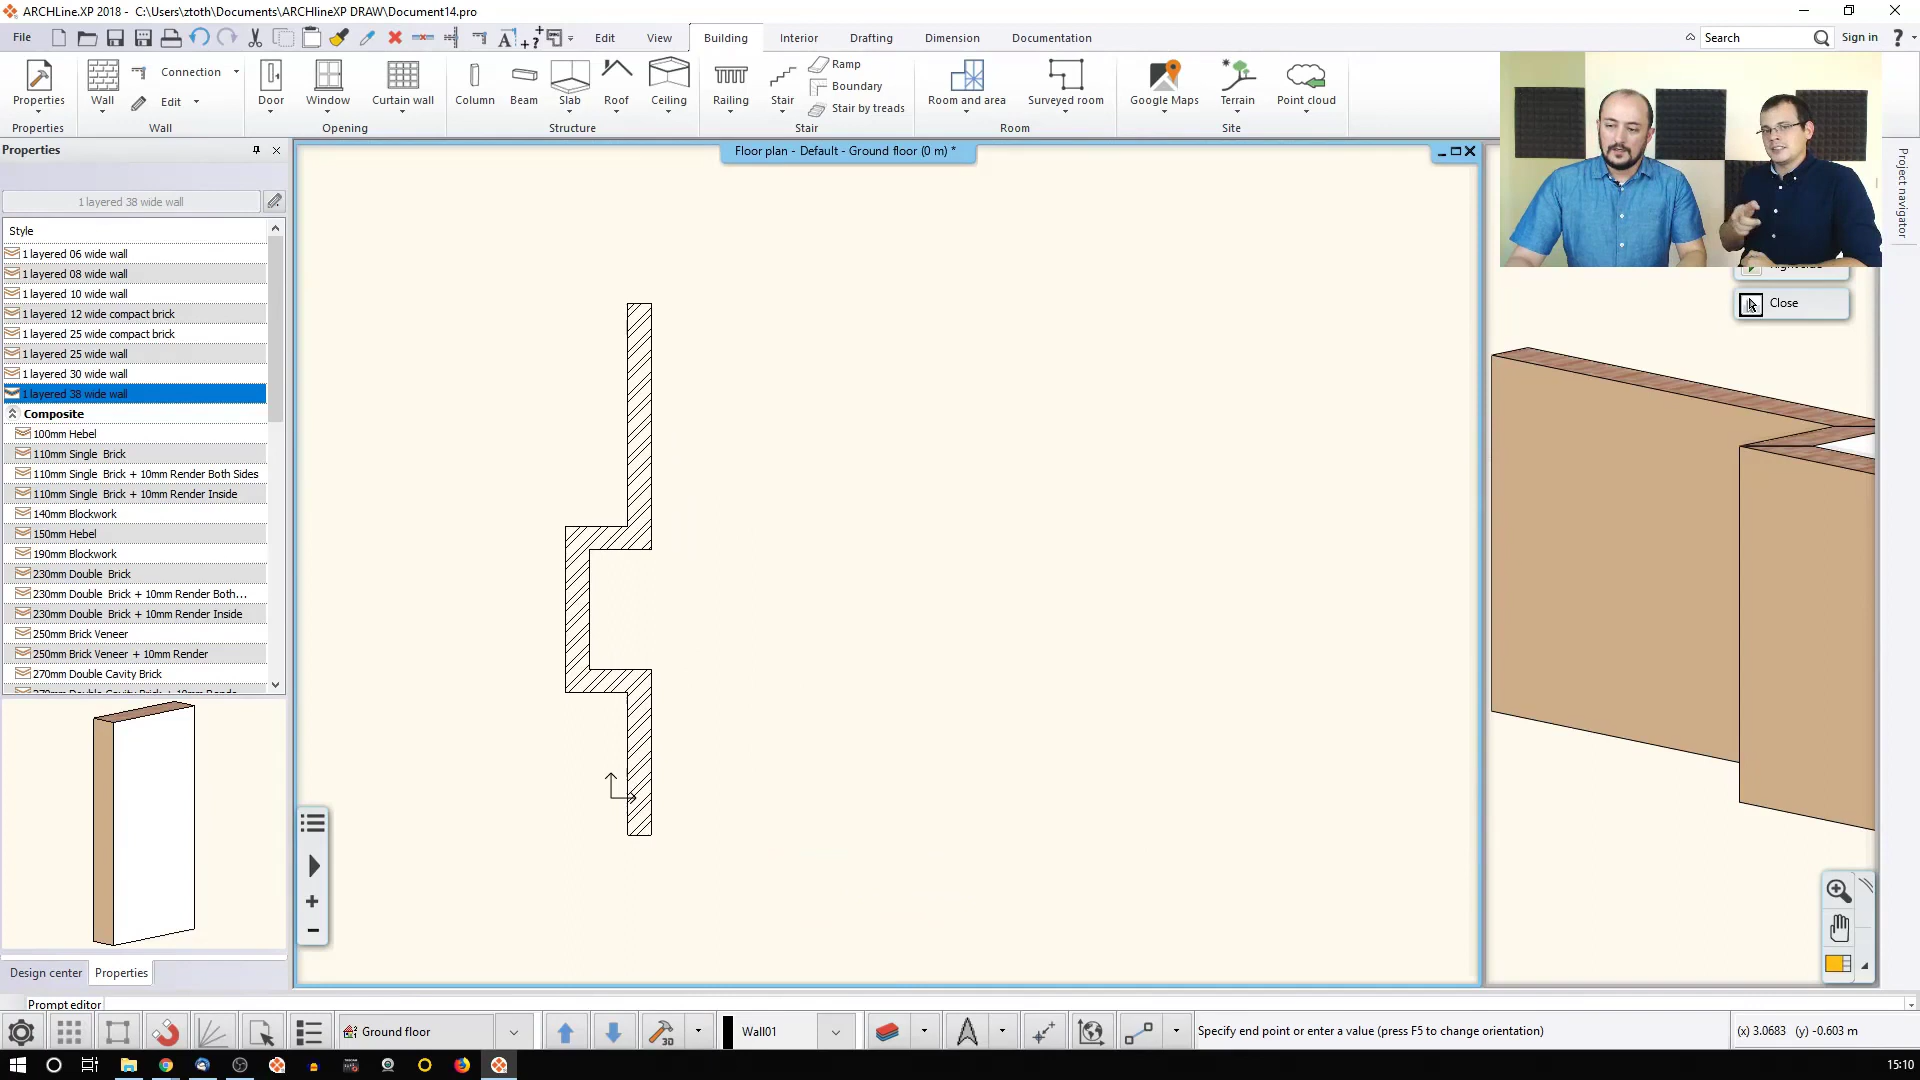 ARCHLine.XP 2018 - C:\Users\ztoth\Documents\ARCHlineXP DRAW\Document14.pro
File Edit View Building Interior Drafting Dimension Documentation Search Sign in
Properties Wall Connection Edit Door Window Curtain wall Column Beam Slab Roof Ceiling Railing Stair Ramp Boundary Stair by treads Room and area Surveyed room Google Maps Terrain Point cloud
Properties Wall Opening Structure Stair Room Site
Properties
Floor plan - Default - Ground floor (0 m) *
Project navigator
1 layered 38 wide wall
Style
1 layered 06 wide wall
1 layered 08 wide wall
1 layered 10 wide wall
1 layered 12 wide compact brick
1 layered 25 wide compact brick
1 layered 25 wide wall
1 layered 30 wide wall
1 layered 38 wide wall
Composite
100mm Hebel
110mm Single Brick
110mm Single Brick + 10mm Render Both Sides
110mm Single Brick + 10mm Render Inside
140mm Blockwork
150mm Hebel
190mm Blockwork
230mm Double Brick
230mm Double Brick + 10mm Render Both...
230mm Double Brick + 10mm Render Inside
250mm Brick Veneer
250mm Brick Veneer + 10mm Render
270mm Double Cavity Brick
Close
Design center Properties
Prompt editor
Ground floor
3D
Wall01
Specify end point or enter a value (press F5 to change orientation)
(x) 3.0683 (y) -0.603 m
15:10